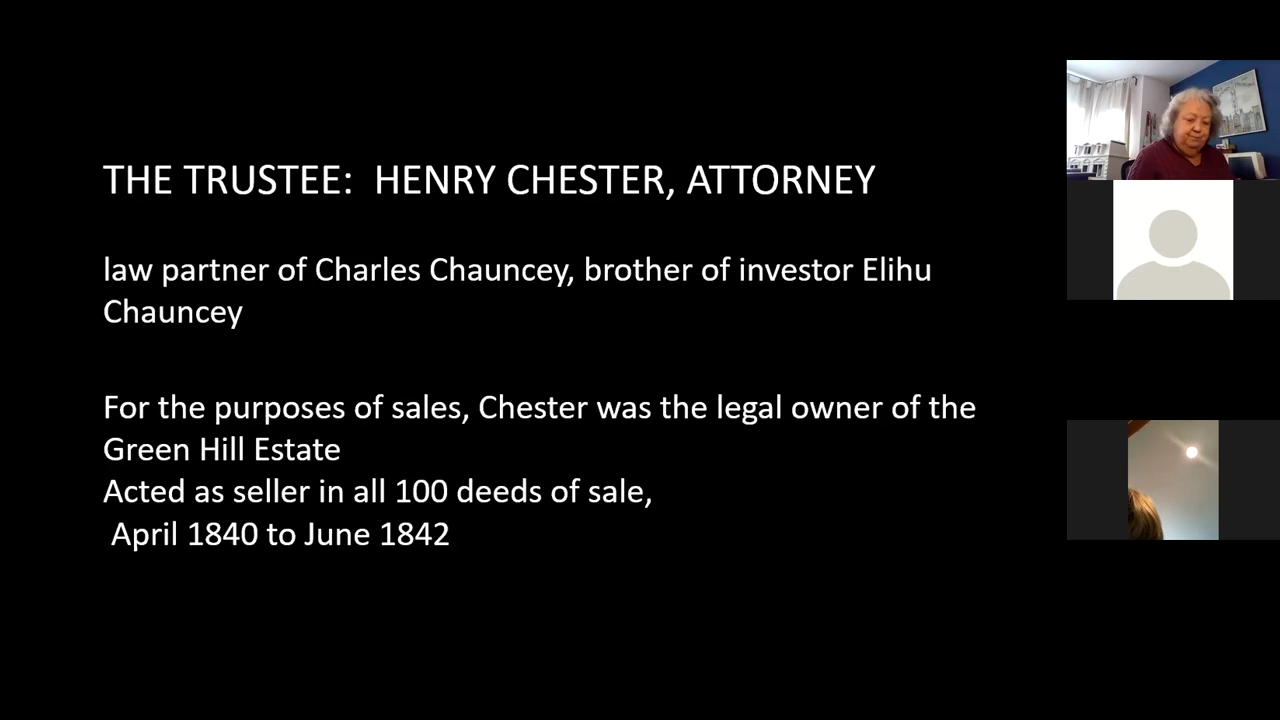 THE TRUSTEE:  HENRY CHESTER, ATTORNEY
law partner of Charles Chauncey, brother of investor Elihu
Chauncey
For the purposes of sales, Chester was the legal owner of the
Green Hill Estate
Acted as seller in all 100 deeds of sale,
April 1840 to June 1842